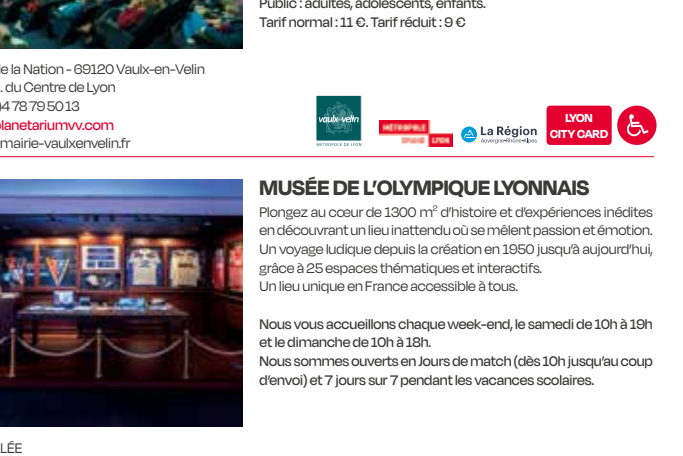 Public : adultes, adolescents, enfants.
Tarif normal : 11 €. Tarif réduit : 9 €
de la Nation - 69120 Vaulx-en-Velin
. du Centre de Lyon
)4 78 79 50 13
planetariumvv.com
mairie-vaulxenvelin.fr
vaulx-velin
MÉTROPOLE DE LYON
MÉTROPOLE
GRAND LYON
La Région
Auvergne-Rhône-Alpes
LYON
CITY CARD
MUSÉE DE L'OLYMPIQUE LYONNAIS
Plongez au cœur de 1300 m² d'histoire et d'expériences inédites
en découvrant un lieu inattendu où se mêlent passion et émotion.
Un voyage ludique depuis la création en 1950 jusqu'à aujourd'hui,
grâce à 25 espaces thématiques et interactifs.
Un lieu unique en France accessible à tous.
Nous vous accueillons chaque week-end, le samedi de 10h à 19h
et le dimanche de 10h à 18h.
Nous sommes ouverts en Jours de match (dès 10h jusqu'au coup
d'envoi) et 7 jours sur 7 pendant les vacances scolaires.
LÉE